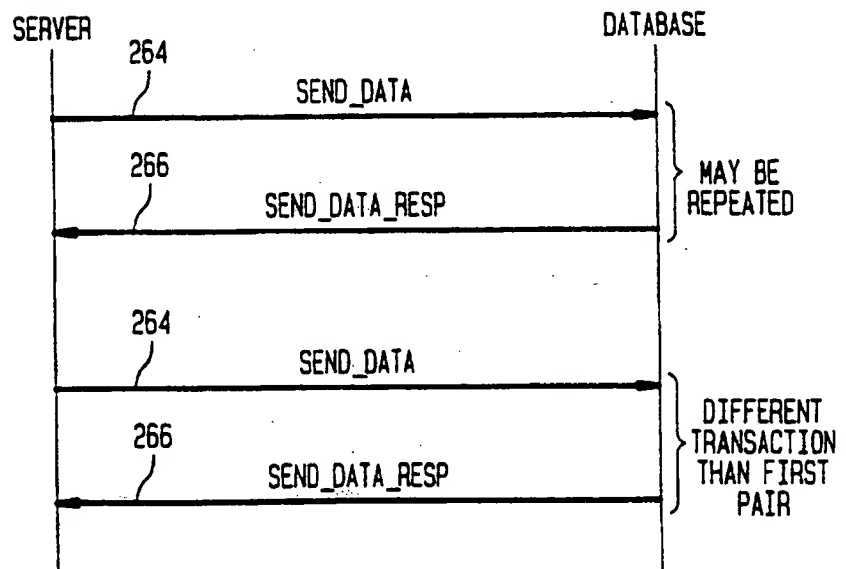 SERVER
DATABASE
264
SEND_DATA
266
SEND_DATA_RESP
MAY BE
REPEATED
264
SEND_DATA
266
SEND_DATA_RESP
DIFFERENT
TRANSACTION
THAN FIRST
PAIR